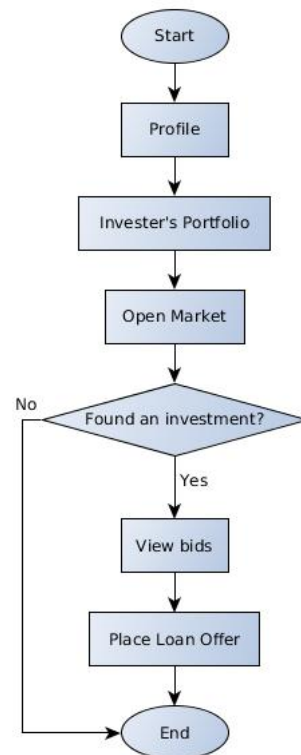 Start
Profile
Invester's Portfolio
Open Market
No
Found an investment?
Yes
View bids
Place Loan Offer
End